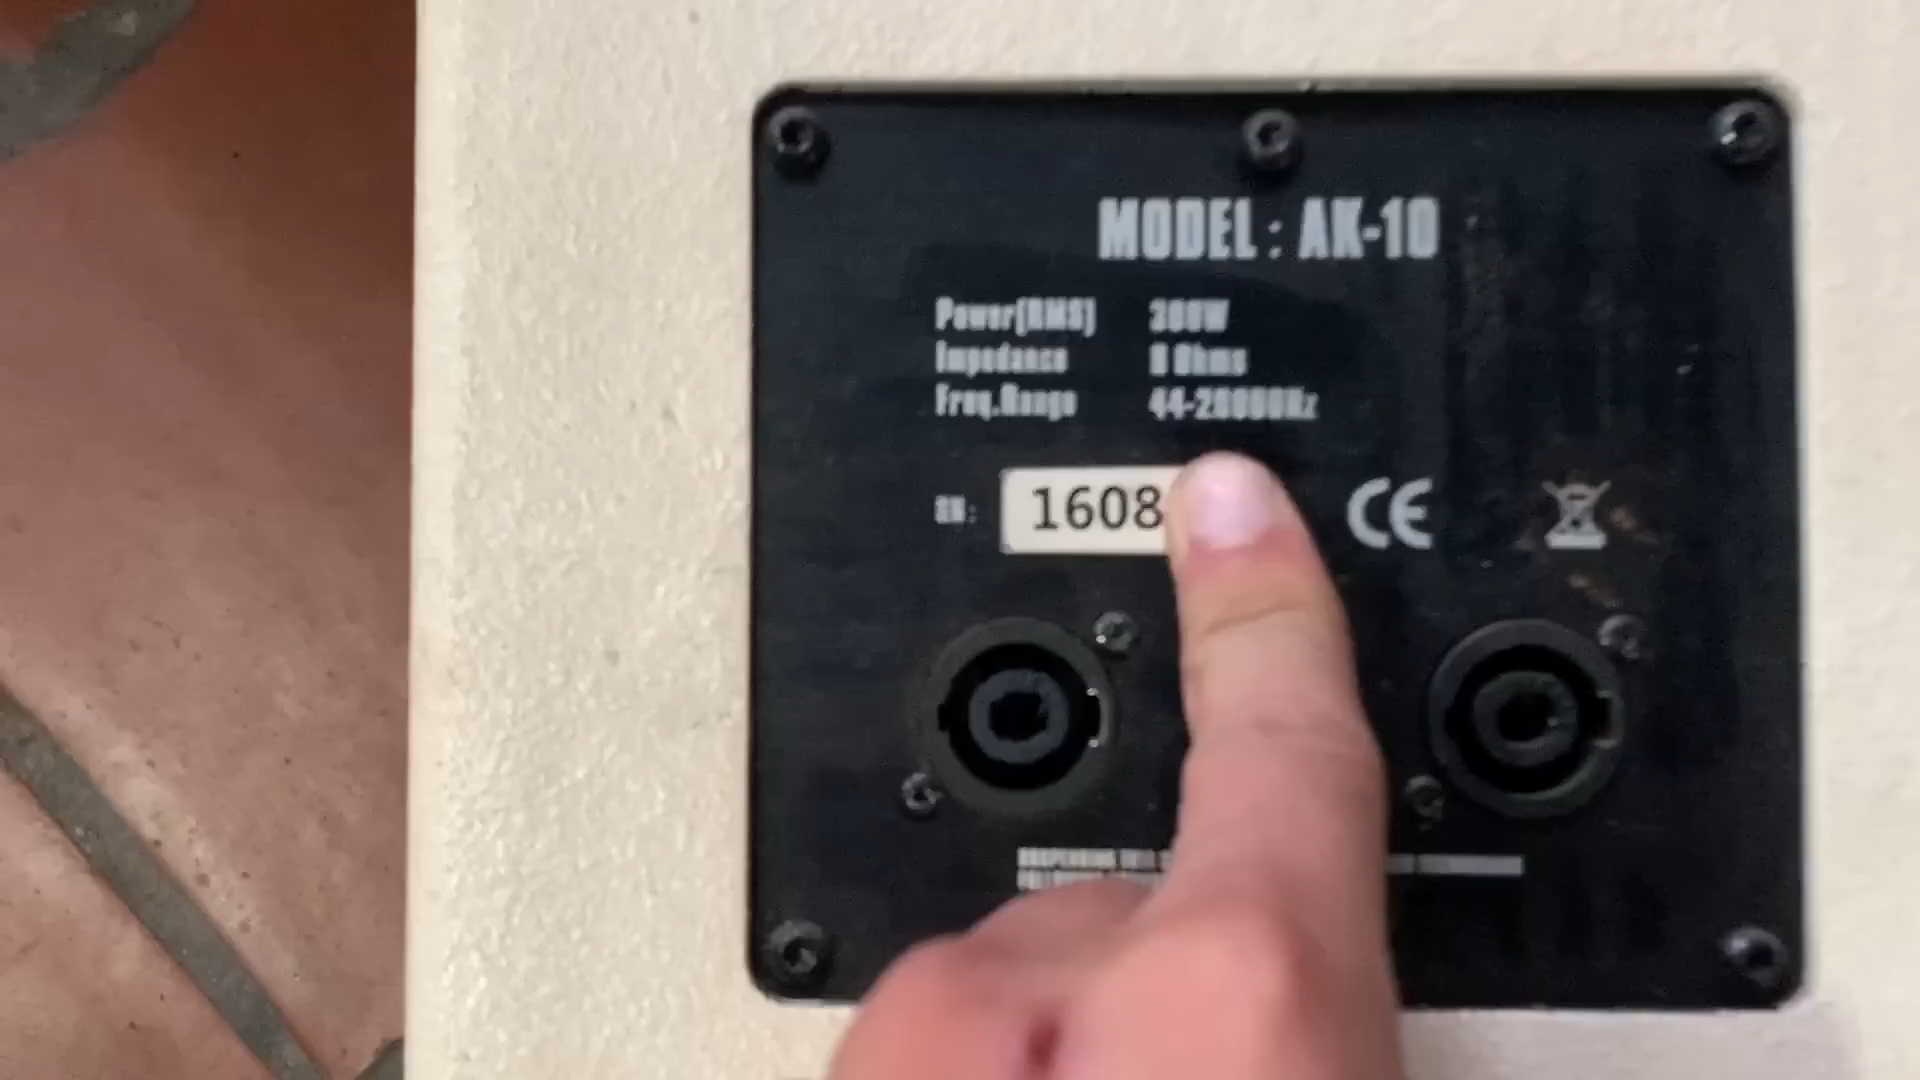 MODEL : AK-10
Power(RMS) 300W
Impedance 8 Ohms
Freq.Range 44-20000Hz
SN: 1608
CE